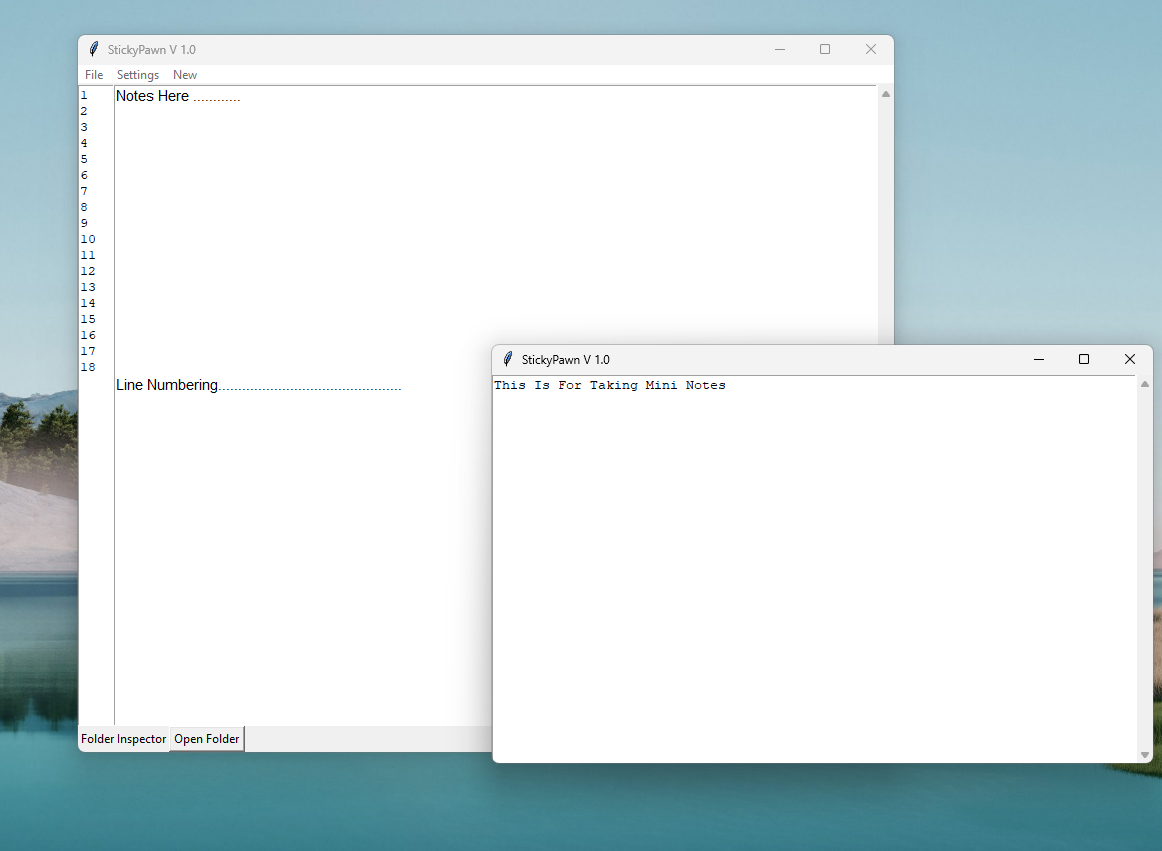 StickyPawn V 1.0
File Settings New
1 Notes Here ...........
2
3
4
5
6
7
8
9
10
11
12
13
14
15
16
17
18
Line Numbering..............................................
Folder Inspector Open Folder
StickyPawn V 1.0
This Is For Taking Mini Notes